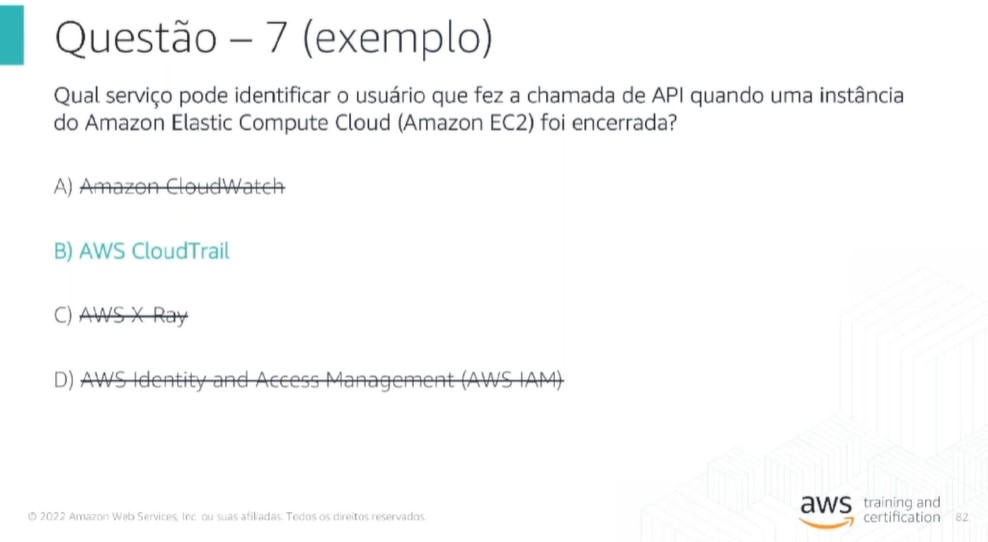 Questão – 7 (exemplo)
Qual serviço pode identificar o usuário que fez a chamada de API quando uma instância
do Amazon Elastic Compute Cloud (Amazon EC2) foi encerrada?
A) Amazon CloudWatch
B) AWS CloudTrail
C) AWS X-Ray
D) AWS Identity and Access Management (AWS IAM)
© 2022 Amazon Web Services, Inc. ou suas afiliadas. Todos os direitos reservados.
aws training and
certification 82